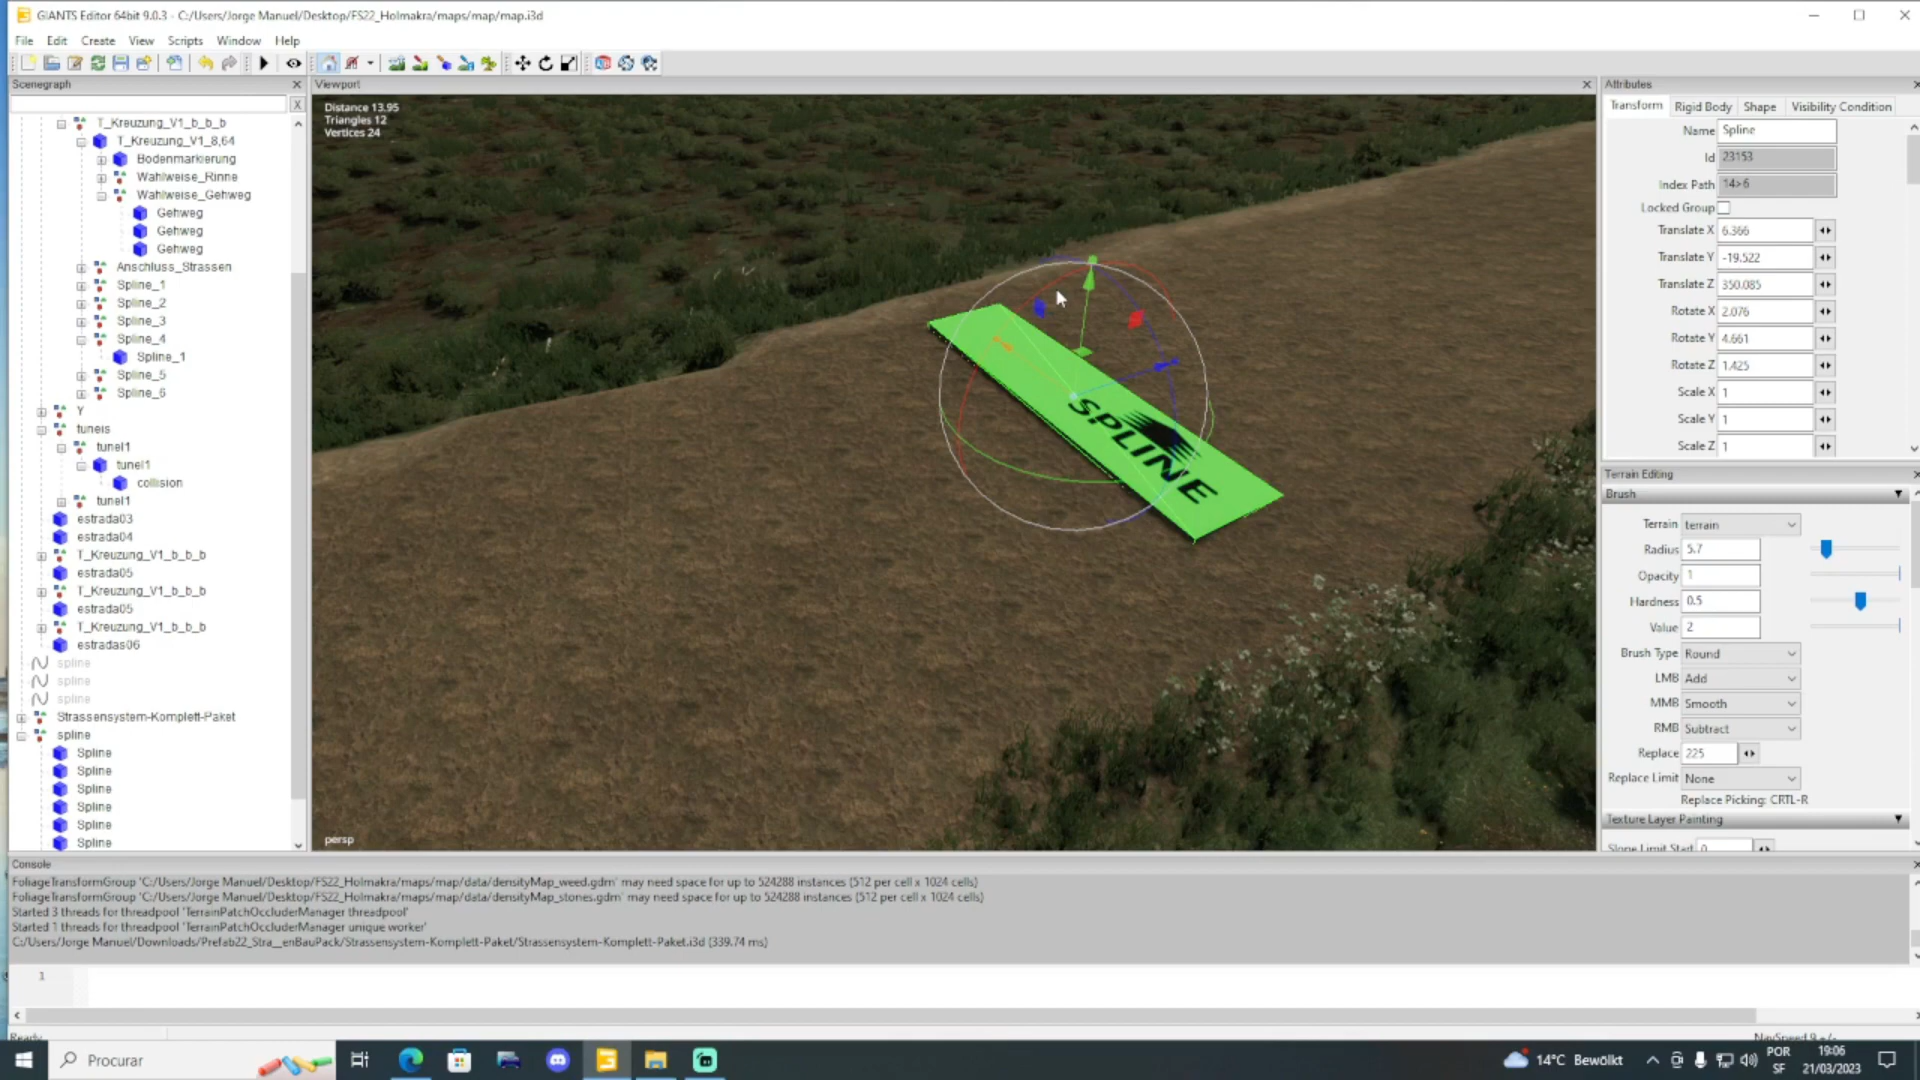 GIANTS Editor 64bit 9.0.3 - C:/Users/Jorge Manuel/Desktop/FS22_Holmakra/maps/map/map.i3d
File Edit Create View Scripts Window Help
Scenegraph
X
T_Kreuzung_V1_b_b_b
T_Kreuzung_V1_8,64
Bodenmarkierung
Wahlweise_Rinne
Wahlweise_Gehweg
Gehweg
Gehweg
Gehweg
Anschluss_Strassen
Spline_1
Spline_2
Spline_3
Spline_4
Spline_1
Spline_5
Spline_6
Y
tuneis
tunel1
tunel1
collision
tunel1
estrada03
estrada04
T_Kreuzung_V1_b_b_b
estrada05
T_Kreuzung_V1_b_b_b
estrada05
T_Kreuzung_V1_b_b_b
estradas06
spline
spline
spline
Strassensystem-Komplett-Paket
spline
Spline
Spline
Spline
Spline
Spline
Spline
Viewport
Distance 13.95
Triangles 12
Vertices 24
SPLINE
persp
Attributes
Transform Rigid Body Shape Visibility Condition
Name Spline
Id 23153
Index Path 14>6
Locked Group
Translate X 6.366
Translate Y -19.522
Translate Z 350.085
Rotate X 2.076
Rotate Y 4.661
Rotate Z 1.425
Scale X 1
Scale Y 1
Scale Z 1
Terrain Editing
Brush
Terrain terrain
Radius 5.7
Opacity 1
Hardness 0.5
Value 2
Brush Type Round
LMB Add
MMB Smooth
RMB Subtract
Replace 225
Replace Limit None
Replace Picking: CRTL-R
Texture Layer Painting
Slope Limit Start 0
Console
FoliageTransformGroup 'C:/Users/Jorge Manuel/Desktop/FS22_Holmakra/maps/map/data/densityMap_weed.gdm' may need space for up to 524288 instances (512 per cell x 1024 cells)
FoliageTransformGroup 'C:/Users/Jorge Manuel/Desktop/FS22_Holmakra/maps/map/data/densityMap_stones.gdm' may need space for up to 524288 instances (512 per cell x 1024 cells)
Started 3 threads for threadpool 'TerrainPatchOccluderManager threadpool'
Started 1 threads for threadpool 'TerrainPatchOccluderManager unique worker'
C:/Users/Jorge Manuel/Downloads/Prefab22_Stra__enBauPack/Strassensystem-Komplett-Paket/Strassensystem-Komplett-Paket.i3d (339.74 ms)
1
Ready
NavSpeed 9 +/-
Procurar
14°C Bewölkt
POR
SF
19:06
21/03/2023